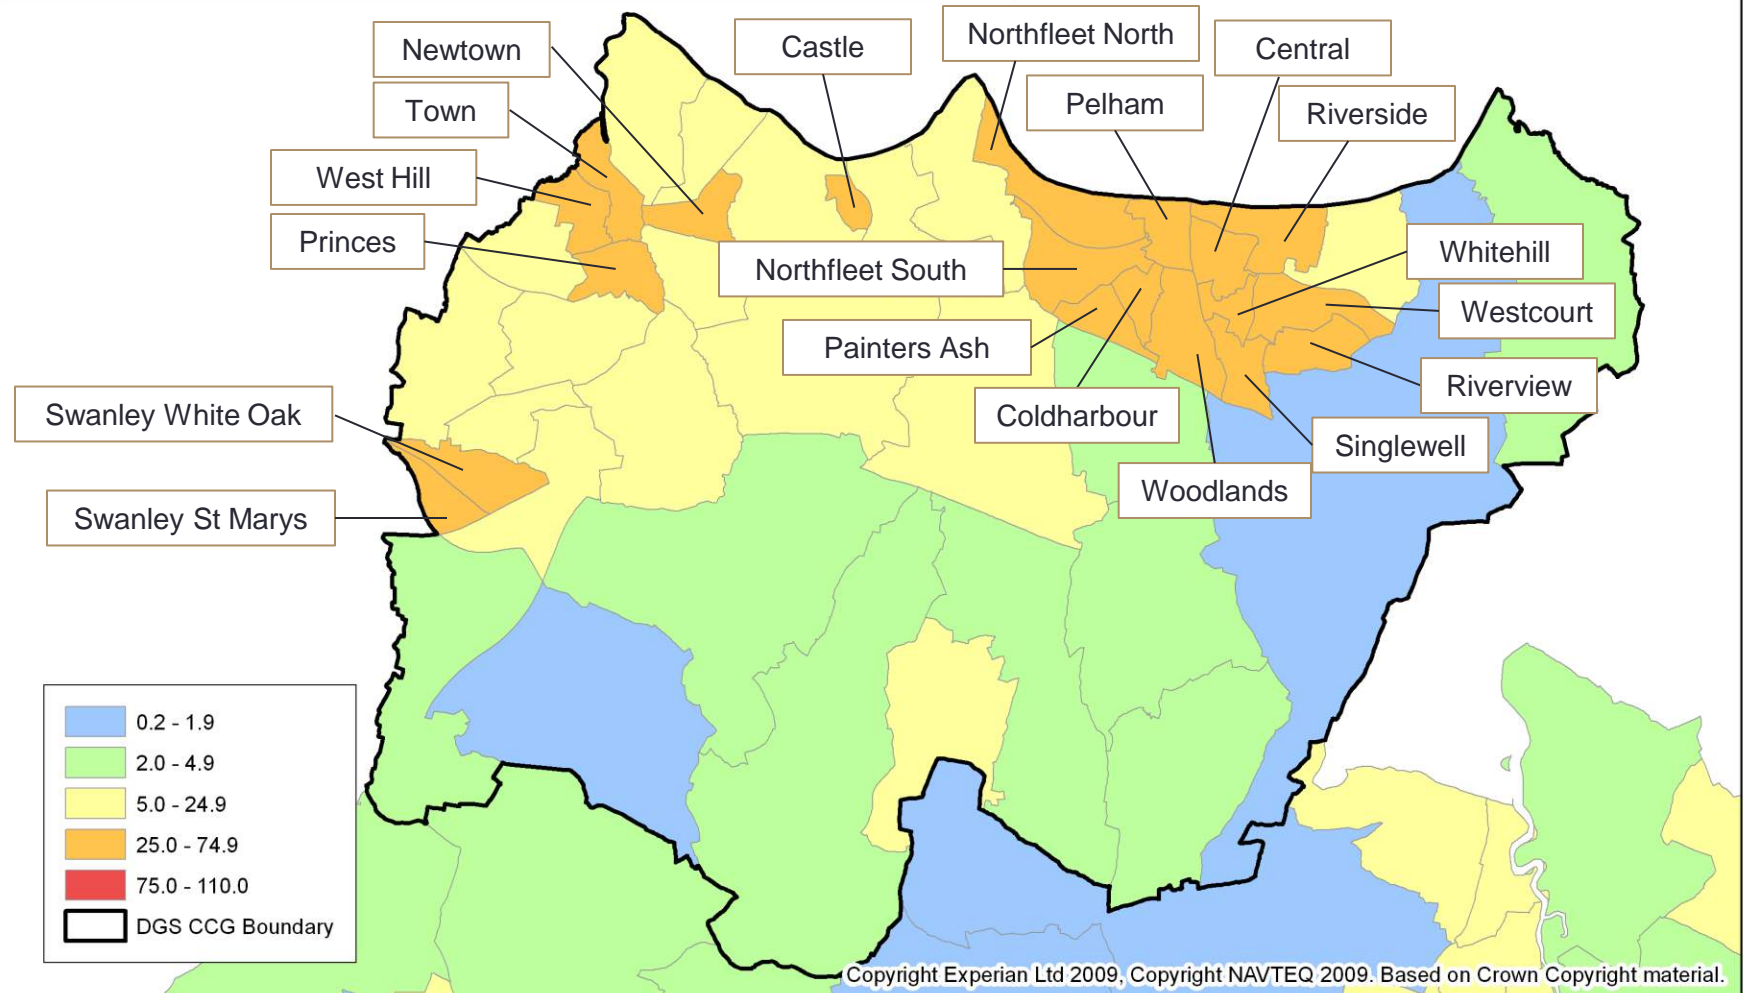 Newtown
Castle
Northfleet North
Central
Town
Pelham
Riverside
West Hill
Princes
Northfleet South
Whitehill
Westcourt
Painters Ash
Riverview
Swanley White Oak
Coldharbour
Singlewell
Woodlands
Swanley St Marys
0.2 - 1.9
2.0 - 4.9
5.0 - 24.9
25.0 - 74.9
75.0 - 110.0
DGS CCG Boundary
Copyright Experian Ltd 2009, Copyright NAVTEQ 2009. Based on Crown Copyright material.